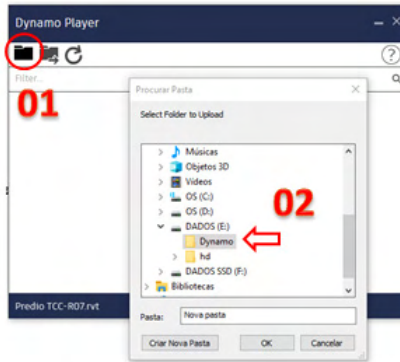 Dynamo Player
Filter...
01
Procurar Pasta
Select Folder to Upload
Músicas
Objetos 3D
Vídeos
OS (C:)
OS (D:)
DADOS (E:)
Dynamo
hd
DADOS SSD (F:)
Bibliotecas
02
Pasta: Nova pasta
Criar Nova Pasta OK Cancelar
Predio TCC-R07.rvt